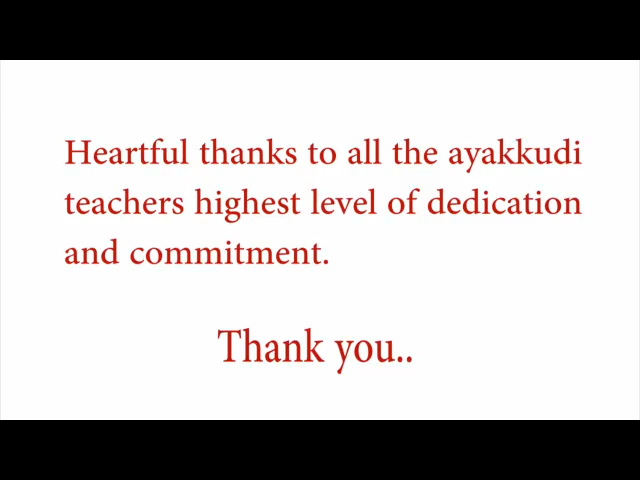 Heartful thanks to all the ayakkudi
teachers highest level of dedication
and commitment.
Thank you..